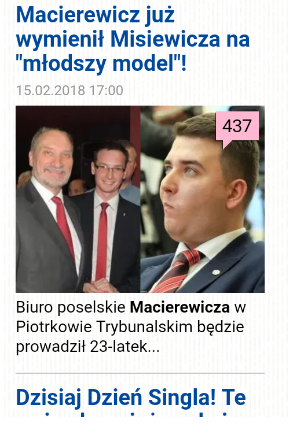 Macierewicz już
wymienił Misiewicza na
"młodszy model"!
15.02.2018 17:00
437
Biuro poselskie Macierewicza w
Piotrkowie Trybunalskim będzie
prowadził 23-latek...
Dzisiaj Dzień Singla! Te